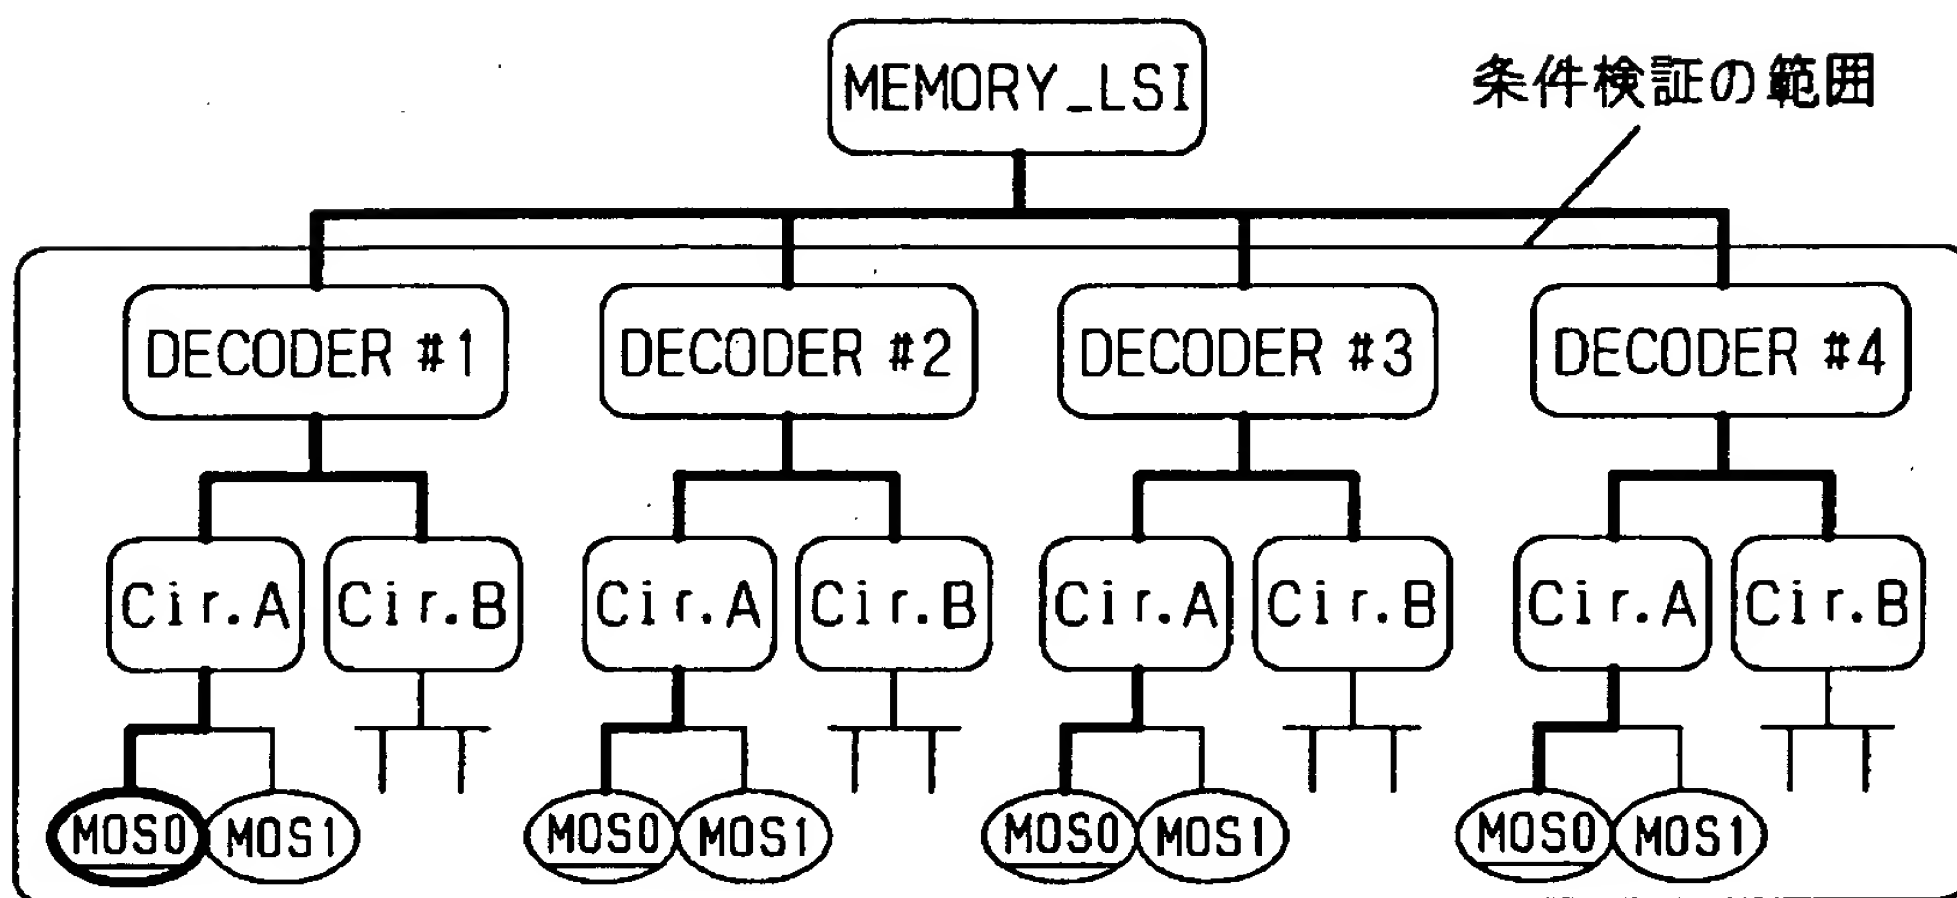 MEMORY_LSI
条件検証の範囲
DECODER #1
DECODER #2
DECODER #3
DECODER #4
Cir.A
Cir.B
Cir.A
Cir.B
Cir.A
Cir.B
Cir.A
Cir.B
MOS0
MOS1
MOS0
MOS1
MOS0
MOS1
MOS0
MOS1